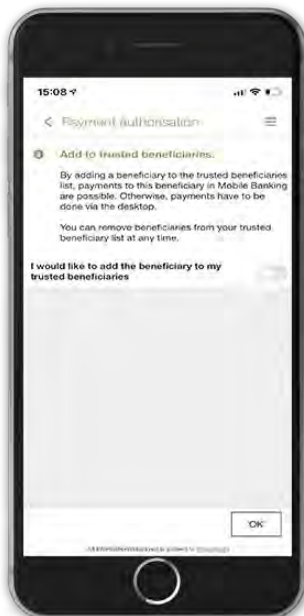 15:08
Payment authorisation
Add to trusted beneficiaries.
By adding a beneficiary to the trusted beneficiaries
list, payments to this beneficiary in Mobile Banking
are possible. Otherwise, payments have to be
done via the desktop.
You can remove beneficiaries from your trusted
beneficiary list at any time.
I would like to add the beneficiary to my
trusted beneficiaries
OK